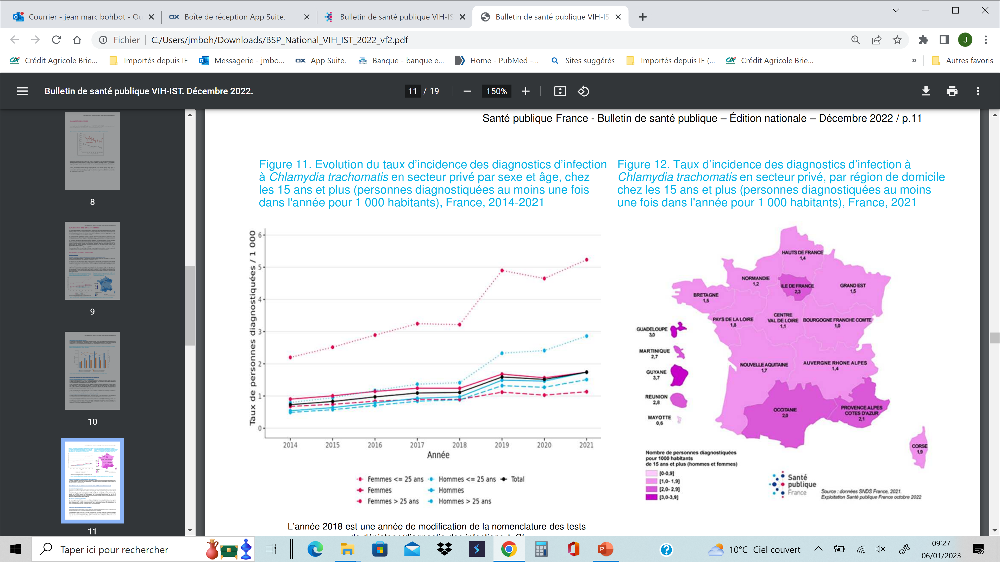 Courrier - jean marc bohbot - Ou
Boîte de réception App Suite.
Bulletin de santé publique VIH-IS
Bulletin de santé publique VIH-IS
Fichier
C:/Users/jmboh/Downloads/BSP_National_VIH_IST_2022_vf2.pdf
J
Crédit Agricole Brie...
Importés depuis IE
Messagerie - jmbo...
App Suite.
Banque - banque e...
Home - PubMed -...
Sites suggérés
Importés depuis IE (...
Crédit Agricole Brie...
»
Autres favoris
Bulletin de santé publique VIH-IST. Décembre 2022.
11 / 19
150%
8
9
10
11
Santé publique France - Bulletin de santé publique – Édition nationale – Décembre 2022 / p.11
Figure 11. Evolution du taux d’incidence des diagnostics d’infection
à Chlamydia trachomatis en secteur privé par sexe et âge, chez
les 15 ans et plus (personnes diagnostiquées au moins une fois
dans l'année pour 1 000 habitants), France, 2014-2021
Taux de personnes diagnostiquées / 1 000
6
5
4
3
2
1
0
2014 2015 2016 2017 2018 2019 2020 2021
Année
Femmes <= 25 ans Hommes <= 25 ans Total
Femmes Hommes
Femmes > 25 ans Hommes > 25 ans
L’année 2018 est une année de modification de la nomenclature des tests
Figure 12. Taux d’incidence des diagnostics d’infection à
Chlamydia trachomatis en secteur privé, par région de domicile
chez les 15 ans et plus (personnes diagnostiquées au moins
une fois dans l'année pour 1 000 habitants), France, 2021
HAUTS DE FRANCE
1,4
NORMANDIE
1,2
ILE DE FRANCE
2,3
GRAND EST
1,5
BRETAGNE
1,5
PAYS DE LA LOIRE
1,8
CENTRE
VAL DE LOIRE
1,1
BOURGOGNE FRANCHE COMTE
1,0
GUADELOUPE
3,0
MARTINIQUE
2,7
NOUVELLE AQUITAINE
1,7
AUVERGNE RHONE ALPES
1,4
GUYANE
3,7
REUNION
2,8
MAYOTTE
0,6
OCCITANIE
2,0
PROVENCE ALPES
COTES D'AZUR
2,1
CORSE
1,9
Nombre de personnes diagnostiquées
pour 1000 habitants
de 15 ans et plus (hommes et femmes)
[0-0,9]
[1,0- 1,9]
[2,0- 2,9]
[3,0-3,9]
Santé
publique
France
Source : données SNDS France, 2021.
Exploitation Santé publique France octobre 2022
Taper ici pour rechercher
10°C Ciel couvert
09:27
06/01/2023